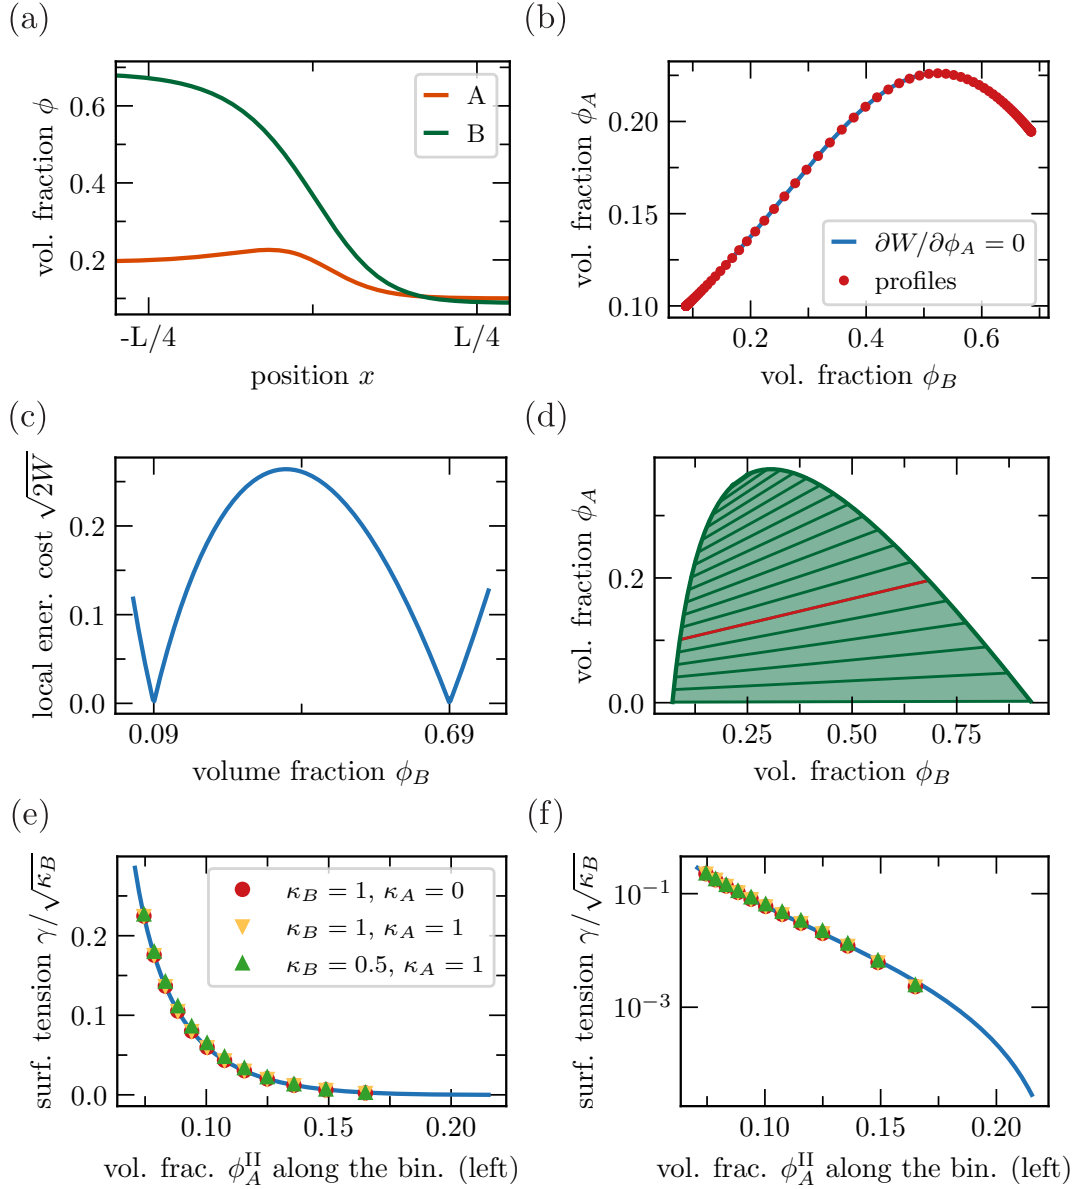 (a)
vol. fraction ϕ
0.6
0.4
0.2
A
B
-L/4
L/4
position x
(b)
vol. fraction ϕ_A
0.20
0.15
0.10
∂W/∂ϕ_A = 0
profiles
0.2
0.4
0.6
vol. fraction ϕ_B
(c)
local ener. cost √2W
0.2
0.1
0.0
0.09
0.69
volume fraction ϕ_B
(d)
vol. fraction ϕ_A
0.2
0.0
0.25
0.50
0.75
vol. fraction ϕ_B
(e)
surf. tension γ/√κ_B
0.2
0.1
0.0
κ_B = 1, κ_A = 0
κ_B = 1, κ_A = 1
κ_B = 0.5, κ_A = 1
0.10
0.15
0.20
vol. frac. ϕ_A^II along the bin. (left)
(f)
surf. tension γ/√κ_B
10^−1
10^−3
0.10
0.15
0.20
vol. frac. ϕ_A^II along the bin. (left)